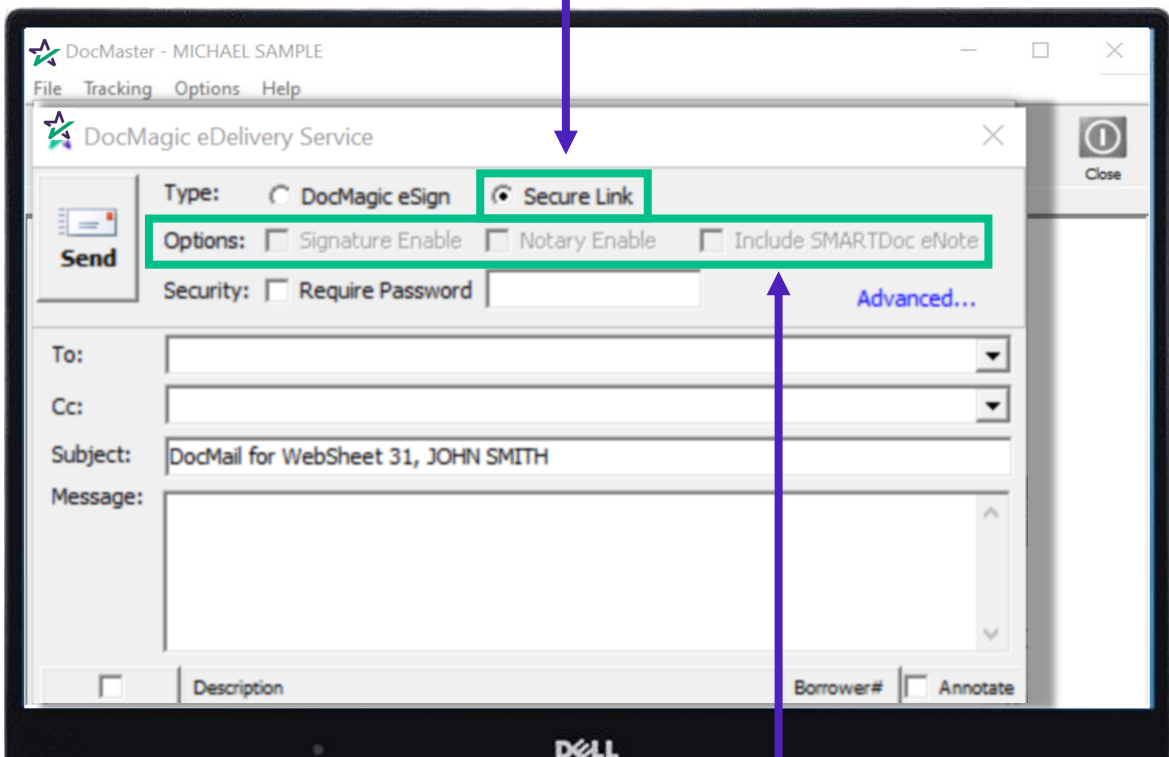 DocMaster - MICHAEL SAMPLE
File Tracking Options Help
DocMagic eDelivery Service
Close
Type: DocMagic eSign Secure Link
Send
Options: Signature Enable Notary Enable Include SMARTDoc eNote
Security: Require Password
Advanced...
To:
Cc:
Subject: DocMail for WebSheet 31, JOHN SMITH
Message:
Description Borrower# Annotate
DELL